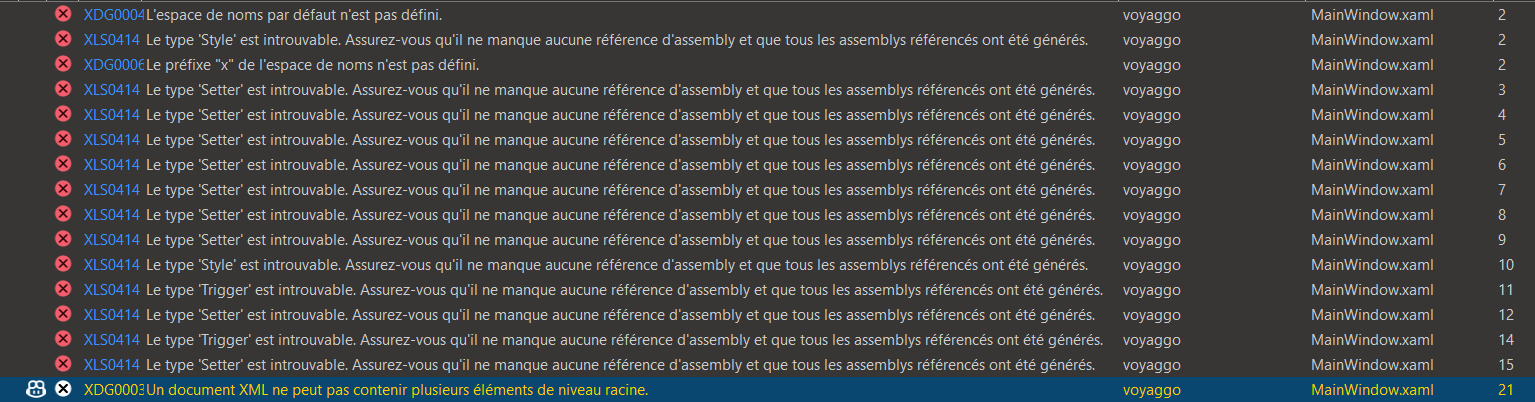 XDG0004 L'espace de noms par défaut n'est pas défini. voyaggo MainWindow.xaml 2
XLS0414 Le type 'Style' est introuvable. Assurez-vous qu'il ne manque aucune référence d'assembly et que tous les assemblys référencés ont été générés. voyaggo MainWindow.xaml 2
XDG0006 Le préfixe "x" de l'espace de noms n'est pas défini. voyaggo MainWindow.xaml 2
XLS0414 Le type 'Setter' est introuvable. Assurez-vous qu'il ne manque aucune référence d'assembly et que tous les assemblys référencés ont été générés. voyaggo MainWindow.xaml 3
XLS0414 Le type 'Setter' est introuvable. Assurez-vous qu'il ne manque aucune référence d'assembly et que tous les assemblys référencés ont été générés. voyaggo MainWindow.xaml 4
XLS0414 Le type 'Setter' est introuvable. Assurez-vous qu'il ne manque aucune référence d'assembly et que tous les assemblys référencés ont été générés. voyaggo MainWindow.xaml 5
XLS0414 Le type 'Setter' est introuvable. Assurez-vous qu'il ne manque aucune référence d'assembly et que tous les assemblys référencés ont été générés. voyaggo MainWindow.xaml 6
XLS0414 Le type 'Setter' est introuvable. Assurez-vous qu'il ne manque aucune référence d'assembly et que tous les assemblys référencés ont été générés. voyaggo MainWindow.xaml 7
XLS0414 Le type 'Setter' est introuvable. Assurez-vous qu'il ne manque aucune référence d'assembly et que tous les assemblys référencés ont été générés. voyaggo MainWindow.xaml 8
XLS0414 Le type 'Setter' est introuvable. Assurez-vous qu'il ne manque aucune référence d'assembly et que tous les assemblys référencés ont été générés. voyaggo MainWindow.xaml 9
XLS0414 Le type 'Style' est introuvable. Assurez-vous qu'il ne manque aucune référence d'assembly et que tous les assemblys référencés ont été générés. voyaggo MainWindow.xaml 10
XLS0414 Le type 'Trigger' est introuvable. Assurez-vous qu'il ne manque aucune référence d'assembly et que tous les assemblys référencés ont été générés. voyaggo MainWindow.xaml 11
XLS0414 Le type 'Setter' est introuvable. Assurez-vous qu'il ne manque aucune référence d'assembly et que tous les assemblys référencés ont été générés. voyaggo MainWindow.xaml 12
XLS0414 Le type 'Trigger' est introuvable. Assurez-vous qu'il ne manque aucune référence d'assembly et que tous les assemblys référencés ont été générés. voyaggo MainWindow.xaml 14
XLS0414 Le type 'Setter' est introuvable. Assurez-vous qu'il ne manque aucune référence d'assembly et que tous les assemblys référencés ont été générés. voyaggo MainWindow.xaml 15
XDG0003 Un document XML ne peut pas contenir plusieurs éléments de niveau racine. voyaggo MainWindow.xaml 21